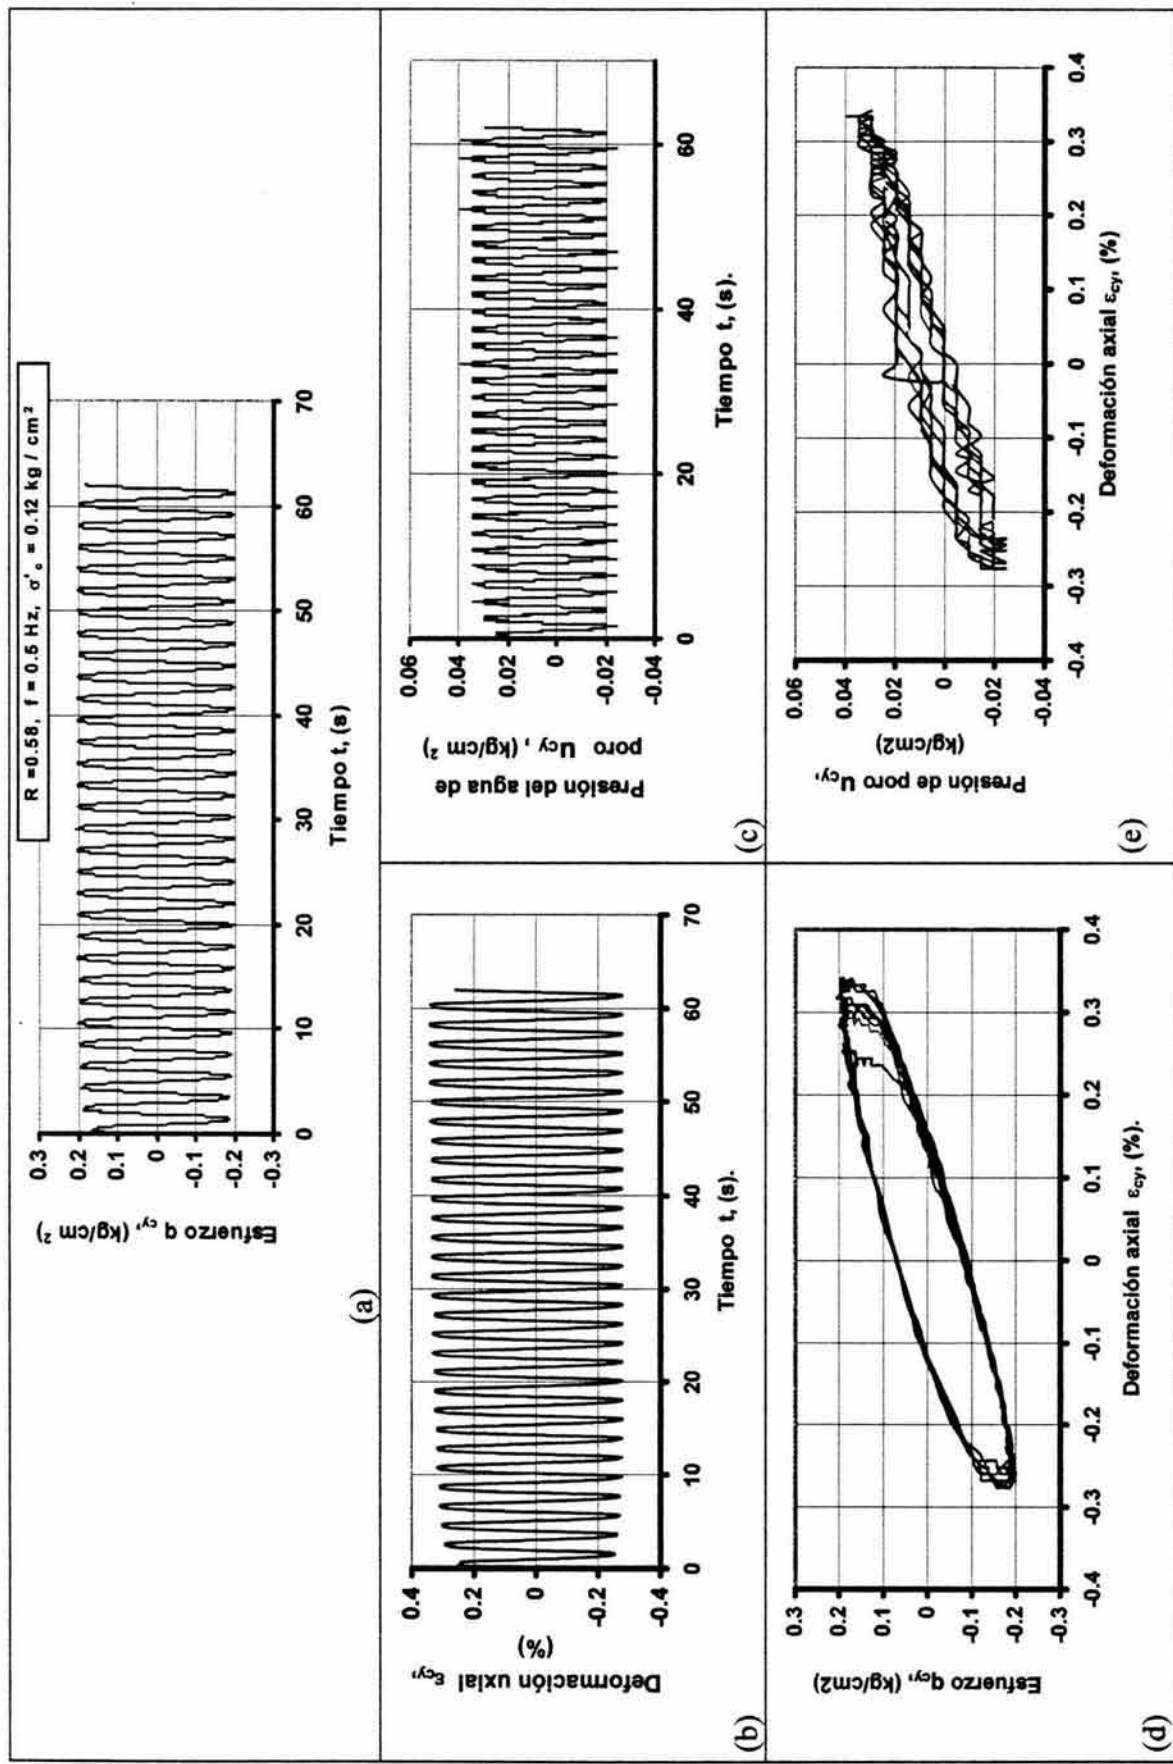 R =0.58, f = 0.5 Hz, σ'c = 0.12 kg / cm²
Esfuerzo q cy, (kg/cm²)
0.3
0.2
0.1
0
-0.1
-0.2
-0.3
0 10 20 30 40 50 60 70
Tiempo t, (s)
(a)
Deformación uxial εcy,
(%)
0.4
0.2
0
-0.2
-0.4
0 10 20 30 40 50 60 70
Tiempo t, (s).
(b)
Presión del agua de
poro Ucy, (kg/cm²)
0.06
0.04
0.02
0
-0.02
-0.04
0 20 40 60
Tiempo t, (s).
(c)
Esfuerzo qcy, (kg/cm2)
0.3
0.2
0.1
0
-0.1
-0.2
-0.3
-0.4 -0.3 -0.2 -0.1 0 0.1 0.2 0.3 0.4
Deformación axial εcy, (%).
(d)
Presión de poro Ucy,
(kg/cm2)
0.06
0.04
0.02
0
-0.02
-0.04
-0.4 -0.3 -0.2 -0.1 0 0.1 0.2 0.3 0.4
Deformación axial εcy, (%)
(e)